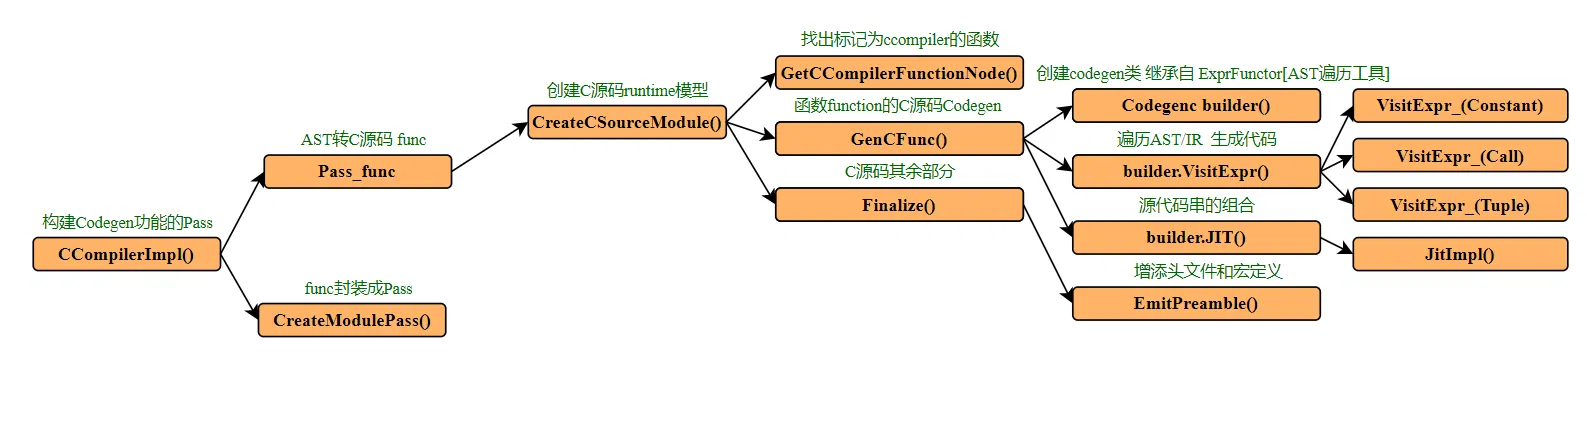 构建Codegen功能的Pass
CCompilerImpl()
AST转C源码 func
Pass_func
func封装成Pass
CreateModulePass()
创建C源码runtime模型
CreateCSourceModule()
找出标记为ccompiler的函数
GetCCompilerFunctionNode()
函数function的C源码Codegen
GenCFunc()
C源码其余部分
Finalize()
创建codegen类 继承自 ExprFunctor[AST遍历工具]
Codegenc builder()
遍历AST/IR 生成代码
builder.VisitExpr()
源代码串的组合
builder.JIT()
增添头文件和宏定义
EmitPreamble()
VisitExpr_(Constant)
VisitExpr_(Call)
VisitExpr_(Tuple)
JitImpl()